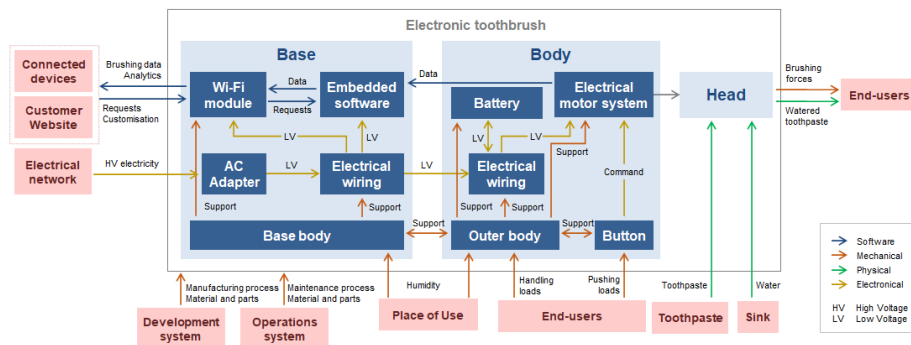 Electronic toothbrush
Base
Body
Connected
devices
Customer
Website
Electrical
network
Brushing data
Analytics
Requests
Customisation
HV electricity
Wi-Fi
module
Data
Requests
Embedded
software
Data
Battery
Electrical
motor system
Head
Brushing
forces
Watered
toothpaste
End-users
LV
LV
LV
LV
Support
AC
Adapter
LV
Electrical
wiring
LV
Electrical
wiring
Command
Support
Support
Support
Support
Base body
Support
Outer body
Support
Button
Software
Mechanical
Physical
Electronical
HV High Voltage
LV Low Voltage
Manufacturing process
Material and parts
Maintenance process
Material and parts
Humidity
Handling
loads
Pushing
loads
Toothpaste
Water
Development
system
Operations
system
Place of Use
End-users
Toothpaste
Sink